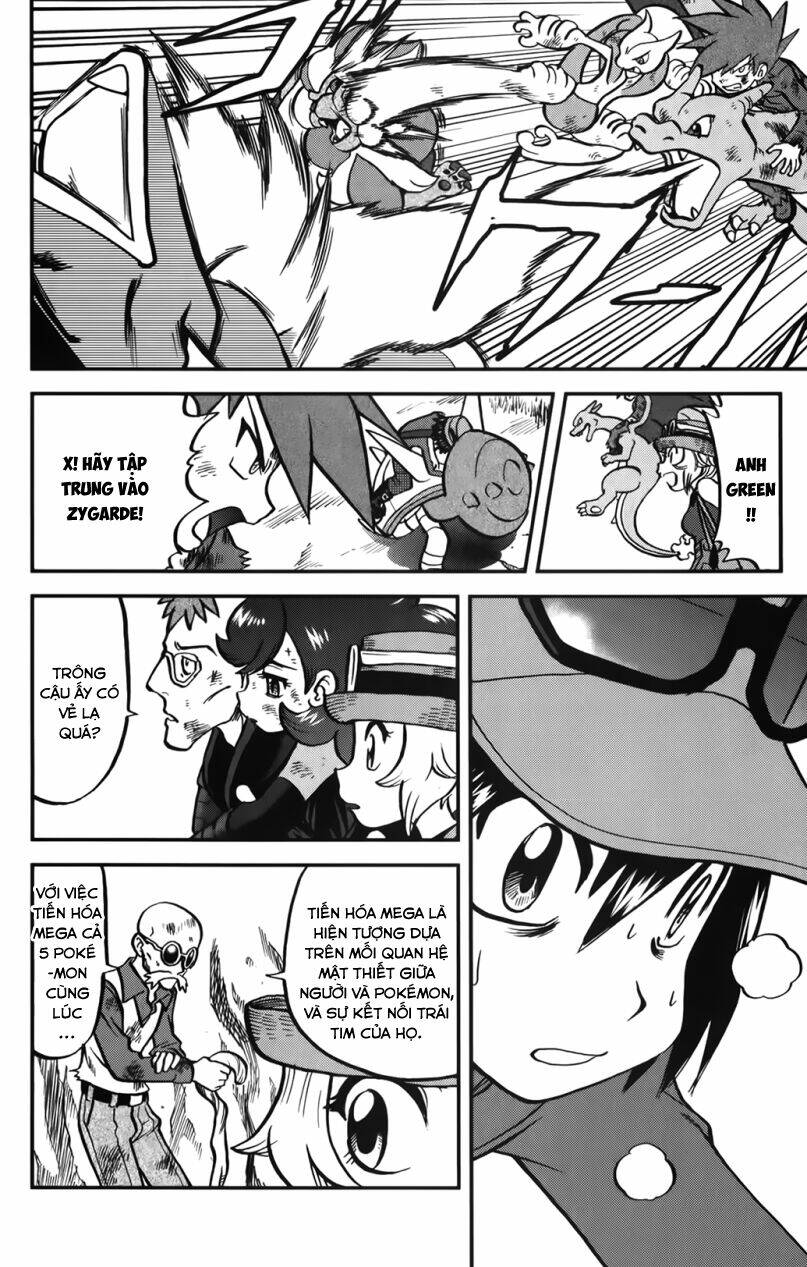 ANH
GREEN
!!
X! HÃY TẬP
TRUNG VÀO
ZYGARDE!
TRÔNG
CẬU ẤY CÓ
VẺ LẠ
QUÁ?
TIẾN HÓA MEGA LÀ
HIỆN TƯỢNG DỰA
TRÊN MỐI QUAN HỆ
MẬT THIẾT GIỮA
NGƯỜI VÀ POKÉMON,
VÀ SỰ KẾT NỐI TRÁI
TIM CỦA HỌ.
VỚI VIỆC
TIẾN HÓA
MEGA CẢ
5 POKÉ
-MON
CÙNG
LÚC
...